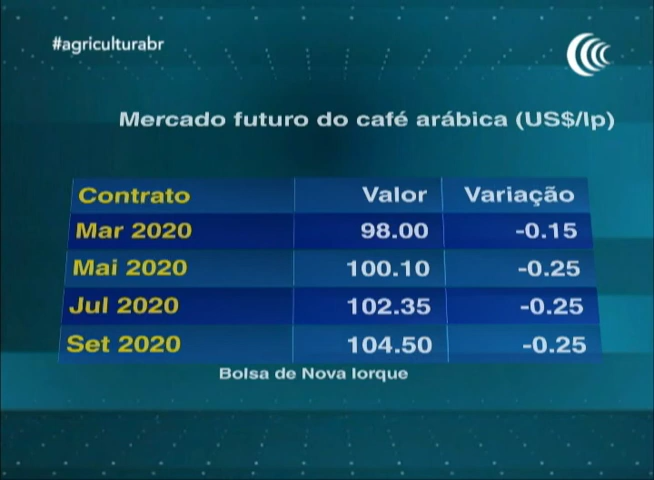 #agriculturabr
Mercado futuro do café arábica (US$/lp)
Contrato Valor Variação
Mar 2020 98.00 -0.15
Mai 2020 100.10 -0.25
Jul 2020 102.35 -0.25
Set 2020 104.50 -0.25
Bolsa de Nova Iorque